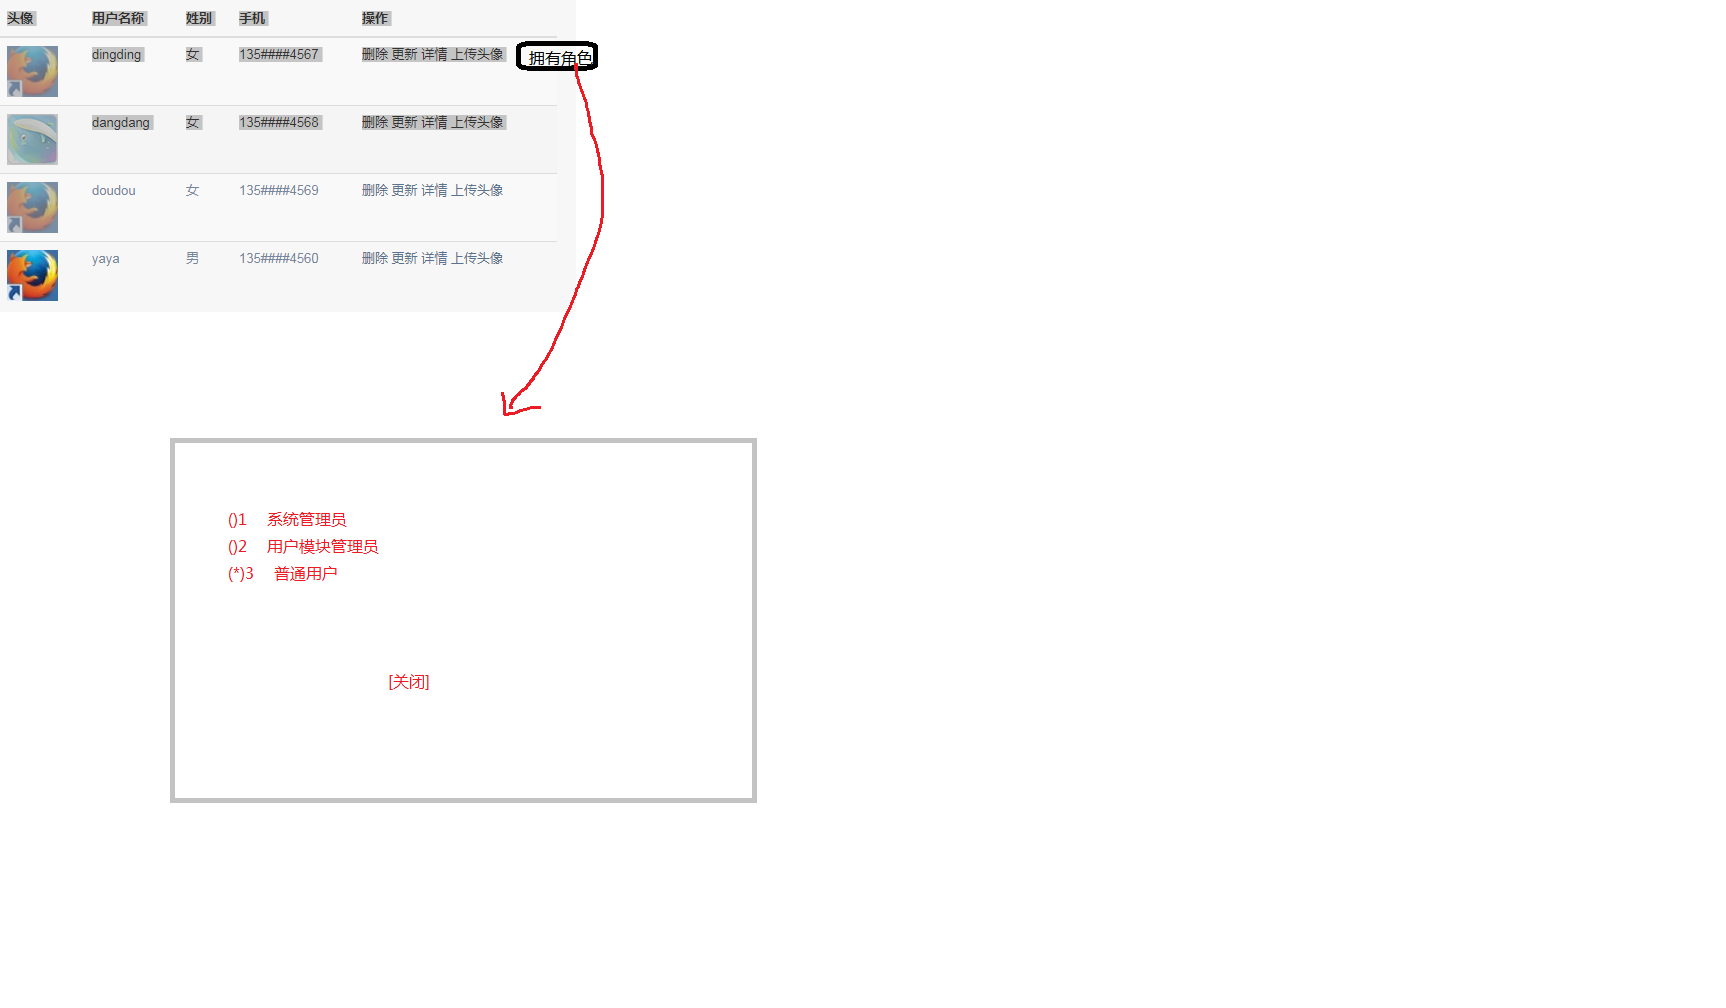 头像 用户名称 姓别 手机 操作
dingding 女 135####4567 删除 更新 详情 上传头像 拥有角色
dangdang 女 135####4568 删除 更新 详情 上传头像
doudou 女 135####4569 删除 更新 详情 上传头像
yaya 男 135####4560 删除 更新 详情 上传头像
()1 系统管理员
()2 用户模块管理员
(*)3 普通用户
[关闭]